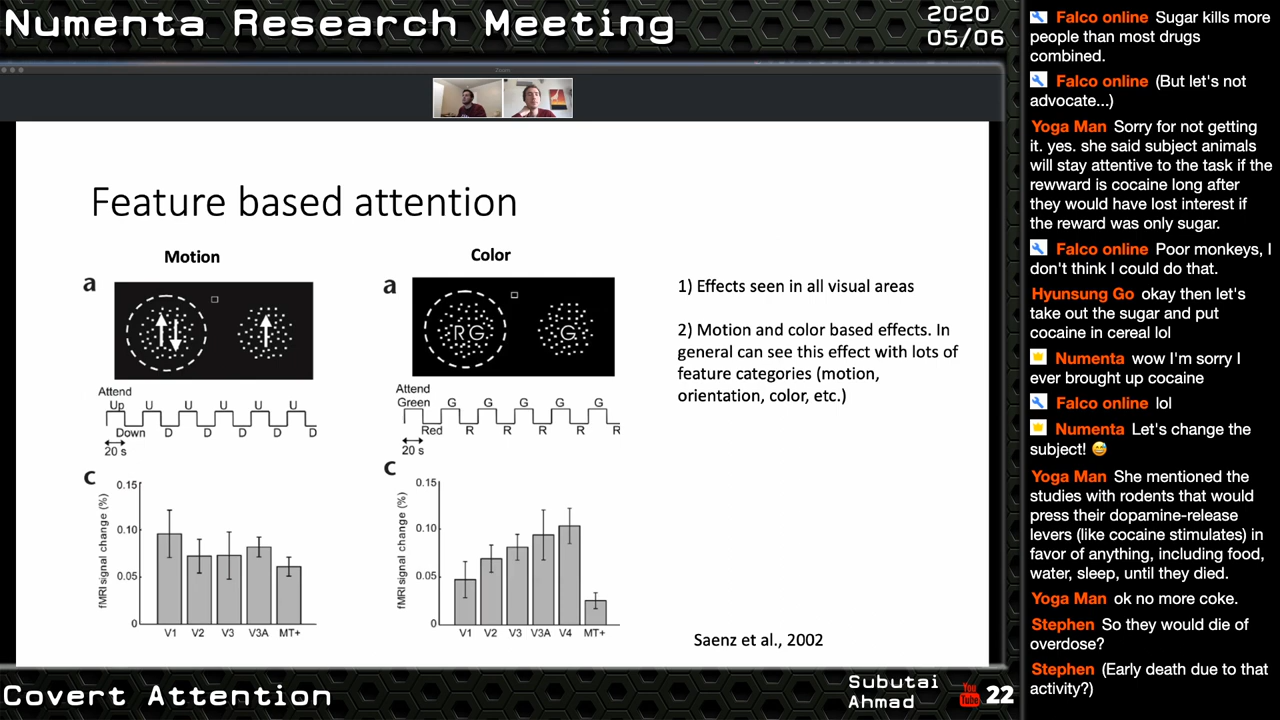 Numenta Research Meeting
2020
05/06
Feature based attention
Motion
a
Attend
Up U U U U U
Down D D D D D
20 s
c
0.15
0.10
0.05
0
fMRI signal change (%)
V1 V2 V3 V3A MT+
Color
a
R G
G
Attend
Green G G G G G
Red R R R R R
20 s
c
0.15
0.10
0.05
0
fMRI signal change (%)
V1 V2 V3 V3A V4 MT+
1) Effects seen in all visual areas
2) Motion and color based effects. In
general can see this effect with lots of
feature categories (motion,
orientation, color, etc.)
Saenz et al., 2002
Covert Attention
Subutai
Ahmad
You
Tube
22
Falco online Sugar kills more
people than most drugs
combined.
Falco online (But let's not
advocate...)
Yoga Man Sorry for not getting
it. yes. she said subject animals
will stay attentive to the task if the
rewward is cocaine long after
they would have lost interest if
the reward was only sugar.
Falco online Poor monkeys, I
don't think I could do that.
Hyunsung Go okay then let's
take out the sugar and put
cocaine in cereal lol
Numenta wow I'm sorry I
ever brought up cocaine
Falco online lol
Numenta Let's change the
subject! 😅
Yoga Man She mentioned the
studies with rodents that would
press their dopamine-release
levers (like cocaine stimulates) in
favor of anything, including food,
water, sleep, until they died.
Yoga Man ok no more coke.
Stephen So they would die of
overdose?
Stephen (Early death due to that
activity?)